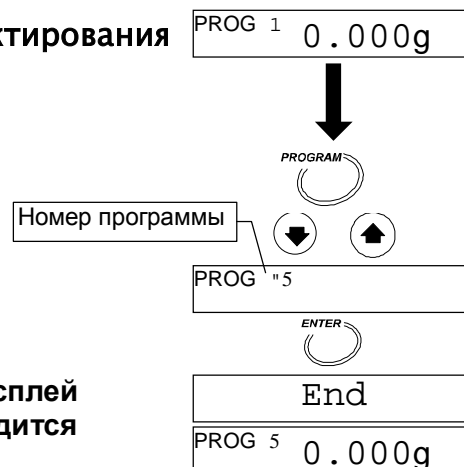 ктирования
PROG 1 0.000g
PROGRAM
Номер программы
PROG "5
ENTER
End
сплей
дится
PROG 5 0.000g